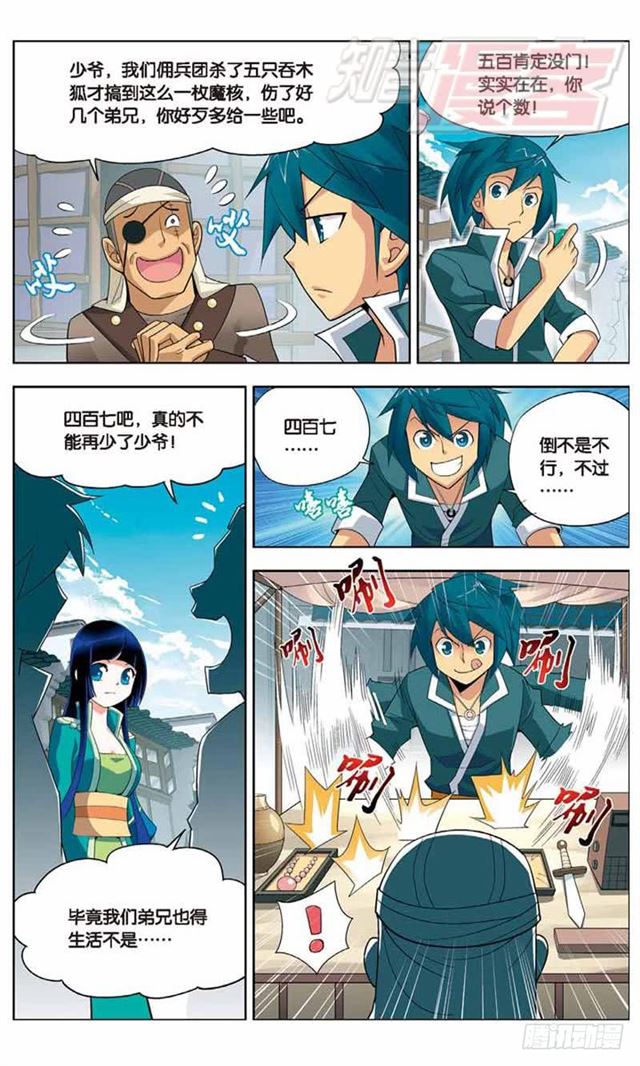 知音漫客
少爷，我们佣兵团杀了五只吞木
狐才搞到这么一枚魔核，伤了好
几个弟兄，你好歹多给一些吧。
哎
哎
五百肯定没门！
实实在在，你
说个数！
四百七吧，真的不
能再少了少爷！
毕竟我们弟兄也得
生活不是……
四百七
……
嘻嘻
倒不是不
行，不过
……
唰
唰
唰
唰
唰
！
腾讯动漫